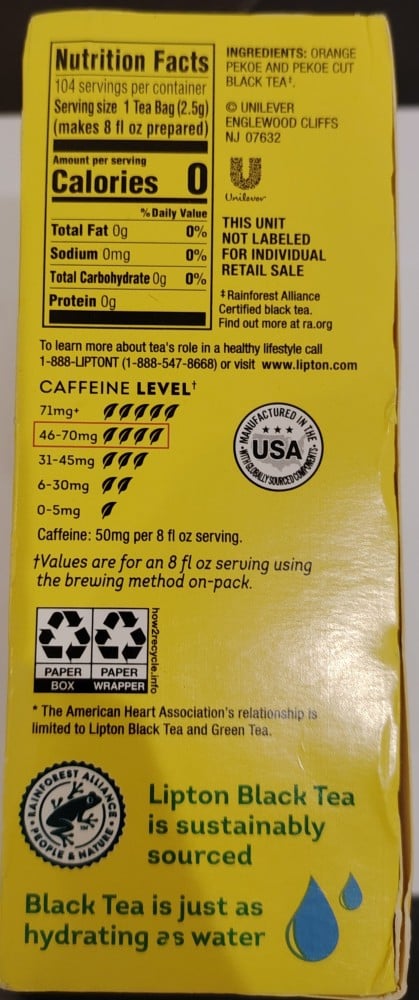 Nutrition Facts
104 servings per container
Serving size 1 Tea Bag (2.5g)
(makes 8 fl oz prepared)
Amount per serving
Calories 0
% Daily Value
Total Fat 0g 0%
Sodium 0mg 0%
Total Carbohydrate 0g 0%
Protein 0g
INGREDIENTS: ORANGE
PEKOE AND PEKOE CUT
BLACK TEA‡.
© UNILEVER
ENGLEWOOD CLIFFS
NJ 07632
Unilever
THIS UNIT
NOT LABELED
FOR INDIVIDUAL
RETAIL SALE
‡Rainforest Alliance
Certified black tea.
Find out more at ra.org
To learn more about tea's role in a healthy lifestyle call
1-888-LIPTONT (1-888-547-8668) or visit www.lipton.com
CAFFEINE LEVEL†
71mg+
46-70mg
31-45mg
6-30mg
0-5mg
MANUFACTURED IN THE
USA
WITH GLOBALLY SOURCED COMPONENTS
Caffeine: 50mg per 8 fl oz serving.
†Values are for an 8 fl oz serving using
the brewing method on-pack.
PAPER
BOX
PAPER
WRAPPER
how2recycle.info
* The American Heart Association's relationship is
limited to Lipton Black Tea and Green Tea.
RAINFOREST ALLIANCE
PEOPLE & NATURE
Lipton Black Tea
is sustainably
sourced
Black Tea is just as
hydrating as water